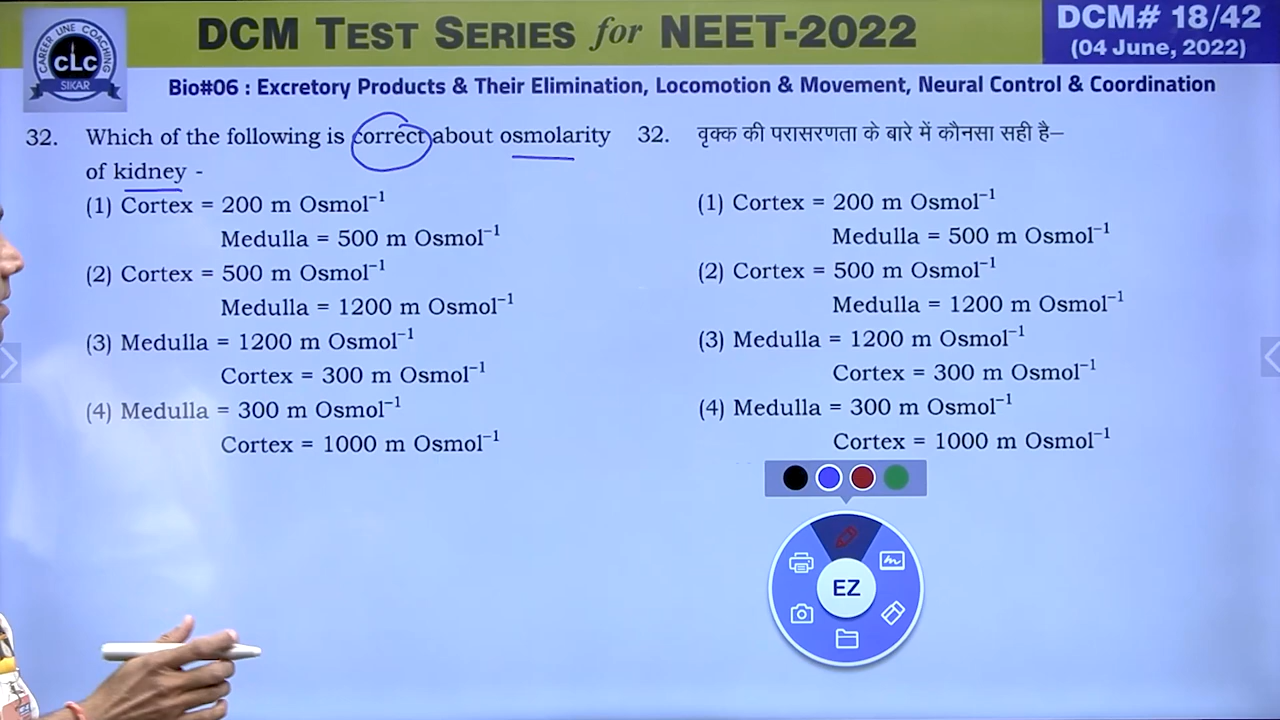 DCM TEST SERIES for NEET-2022
DCM# 18/42
(04 June, 2022)
CAREER LINE COACHING
CLC
SIKAR
Bio#06 : Excretory Products & Their Elimination, Locomotion & Movement, Neural Control & Coordination
32. Which of the following is correct about osmolarity
of kidney -
(1) Cortex = 200 m Osmol⁻¹
Medulla = 500 m Osmol⁻¹
(2) Cortex = 500 m Osmol⁻¹
Medulla = 1200 m Osmol⁻¹
(3) Medulla = 1200 m Osmol⁻¹
Cortex = 300 m Osmol⁻¹
(4) Medulla = 300 m Osmol⁻¹
Cortex = 1000 m Osmol⁻¹
32. वृक्क की परासरणता के बारे में कौनसा सही है–
(1) Cortex = 200 m Osmol⁻¹
Medulla = 500 m Osmol⁻¹
(2) Cortex = 500 m Osmol⁻¹
Medulla = 1200 m Osmol⁻¹
(3) Medulla = 1200 m Osmol⁻¹
Cortex = 300 m Osmol⁻¹
(4) Medulla = 300 m Osmol⁻¹
Cortex = 1000 m Osmol⁻¹
EZ